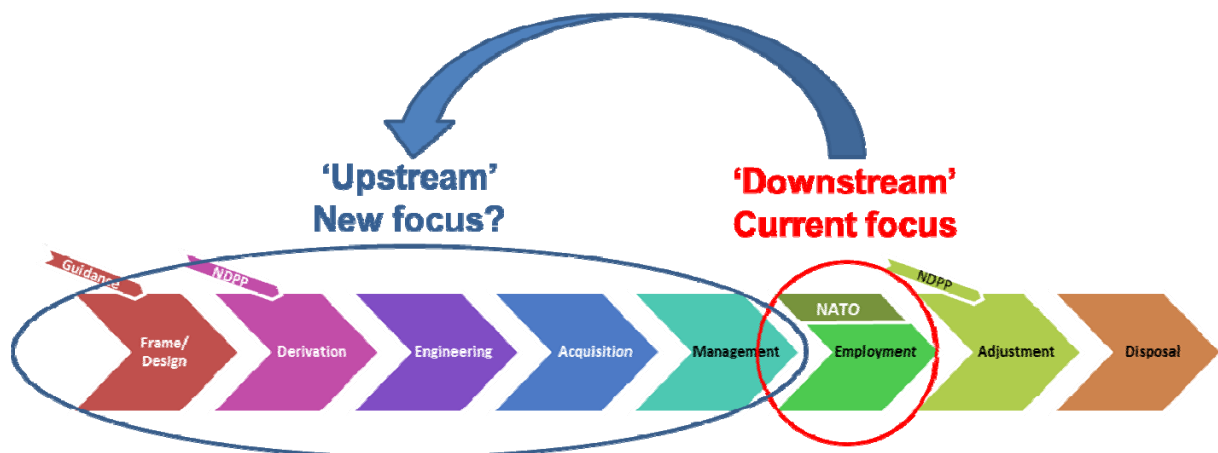 ‘Upstream’
New focus?
‘Downstream’
Current focus
Guidance
NDPP
NATO
NDPP
Frame/
Design
Derivation
Engineering
Acquisition
Management
Employment
Adjustment
Disposal